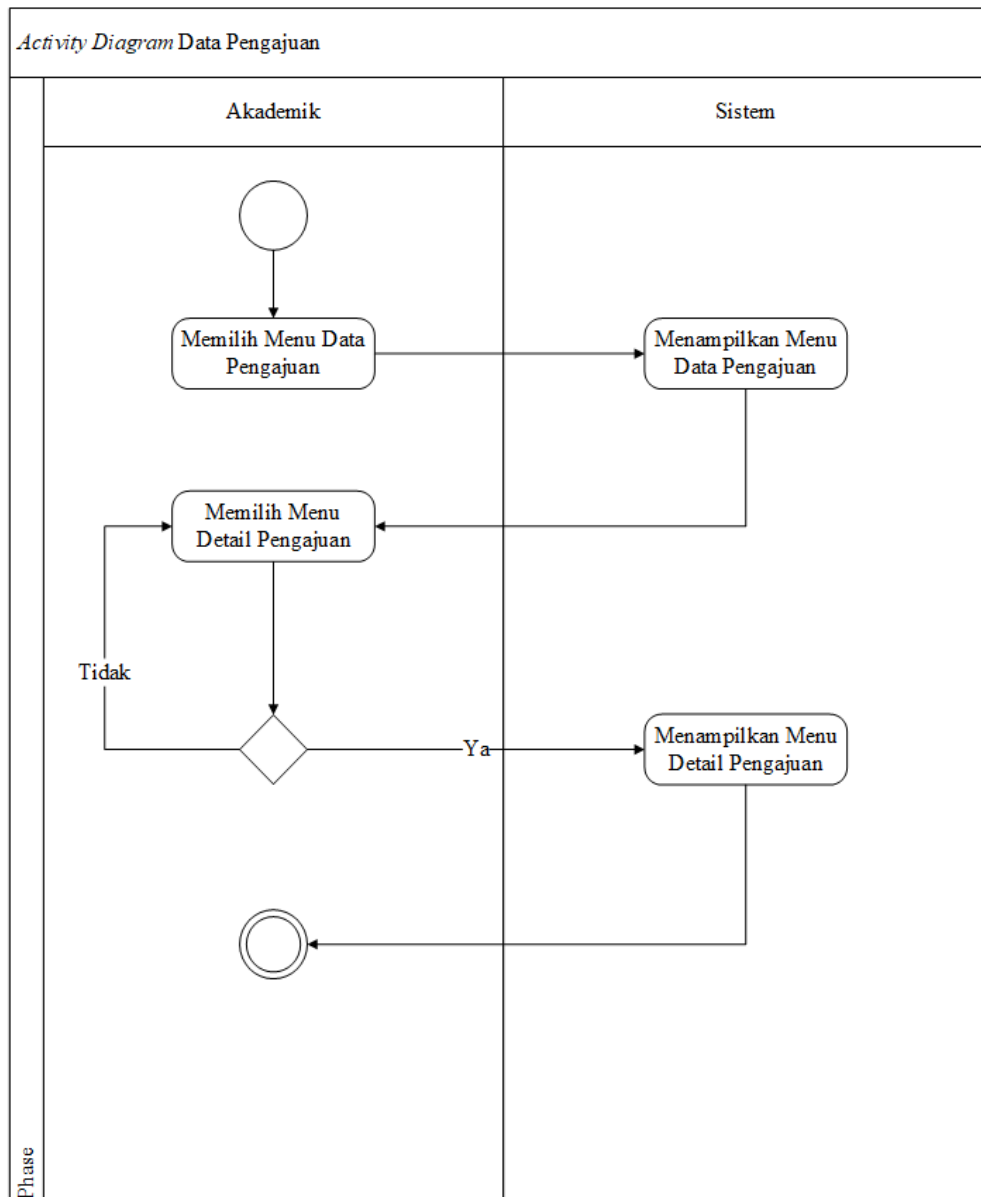 Activity Diagram Data Pengajuan
Akademik
Sistem
Memilih Menu Data
Pengajuan
Menampilkan Menu
Data Pengajuan
Memilih Menu
Detail Pengajuan
Tidak
Ya
Menampilkan Menu
Detail Pengajuan
Phase